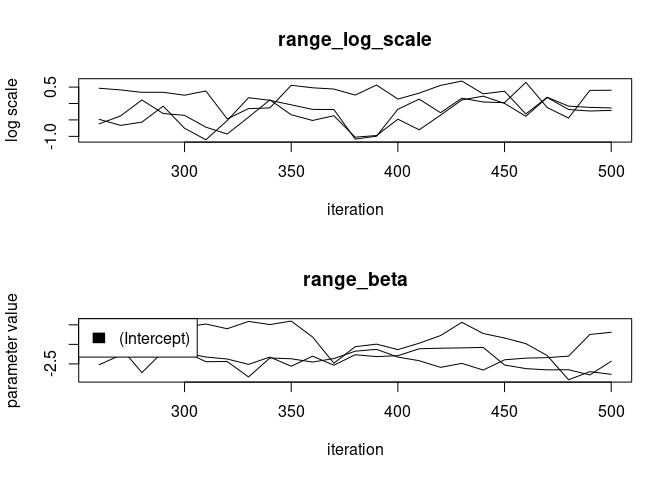 range_log_scale
log scale
0.5
-1.0
300
350
400
450
500
iteration
range_beta
parameter value
(Intercept)
-2.5
300
350
400
450
500
iteration